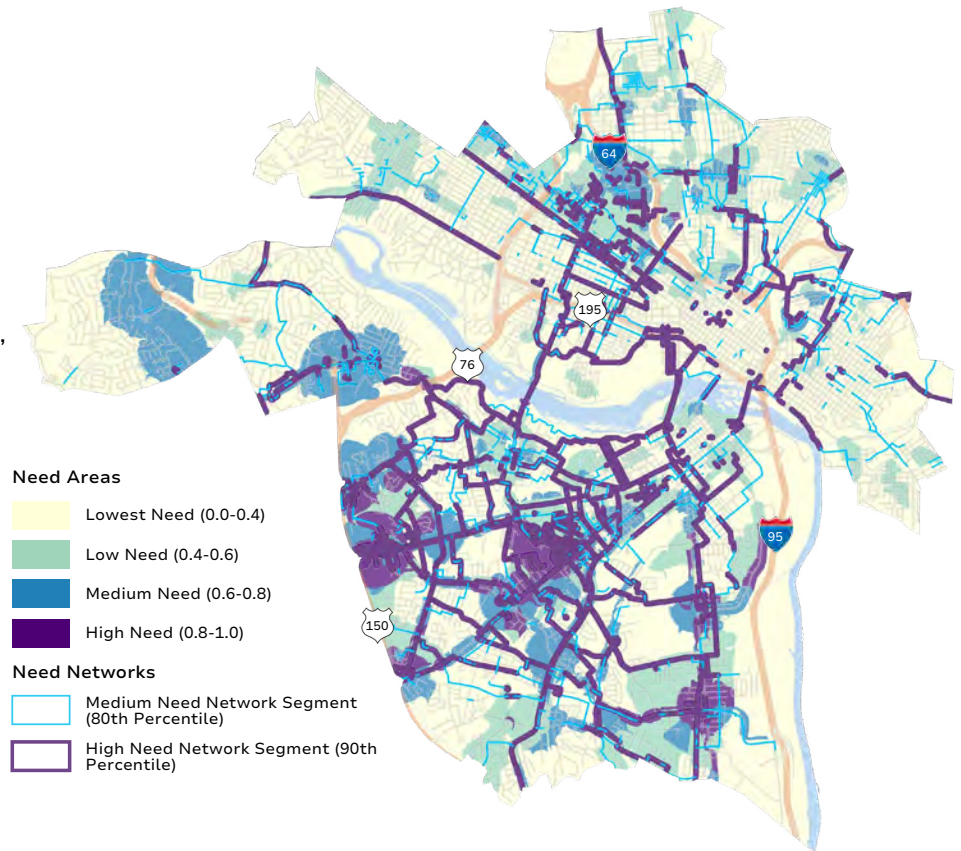 64
195
76
,
Need Areas
Lowest Need (0.0-0.4)
Low Need (0.4-0.6)
95
Medium Need (0.6-0.8)
High Need (0.8-1.0)
150
Need Networks
Medium Need Network Segment
(80th Percentile)
High Need Network Segment (90th
Percentile)